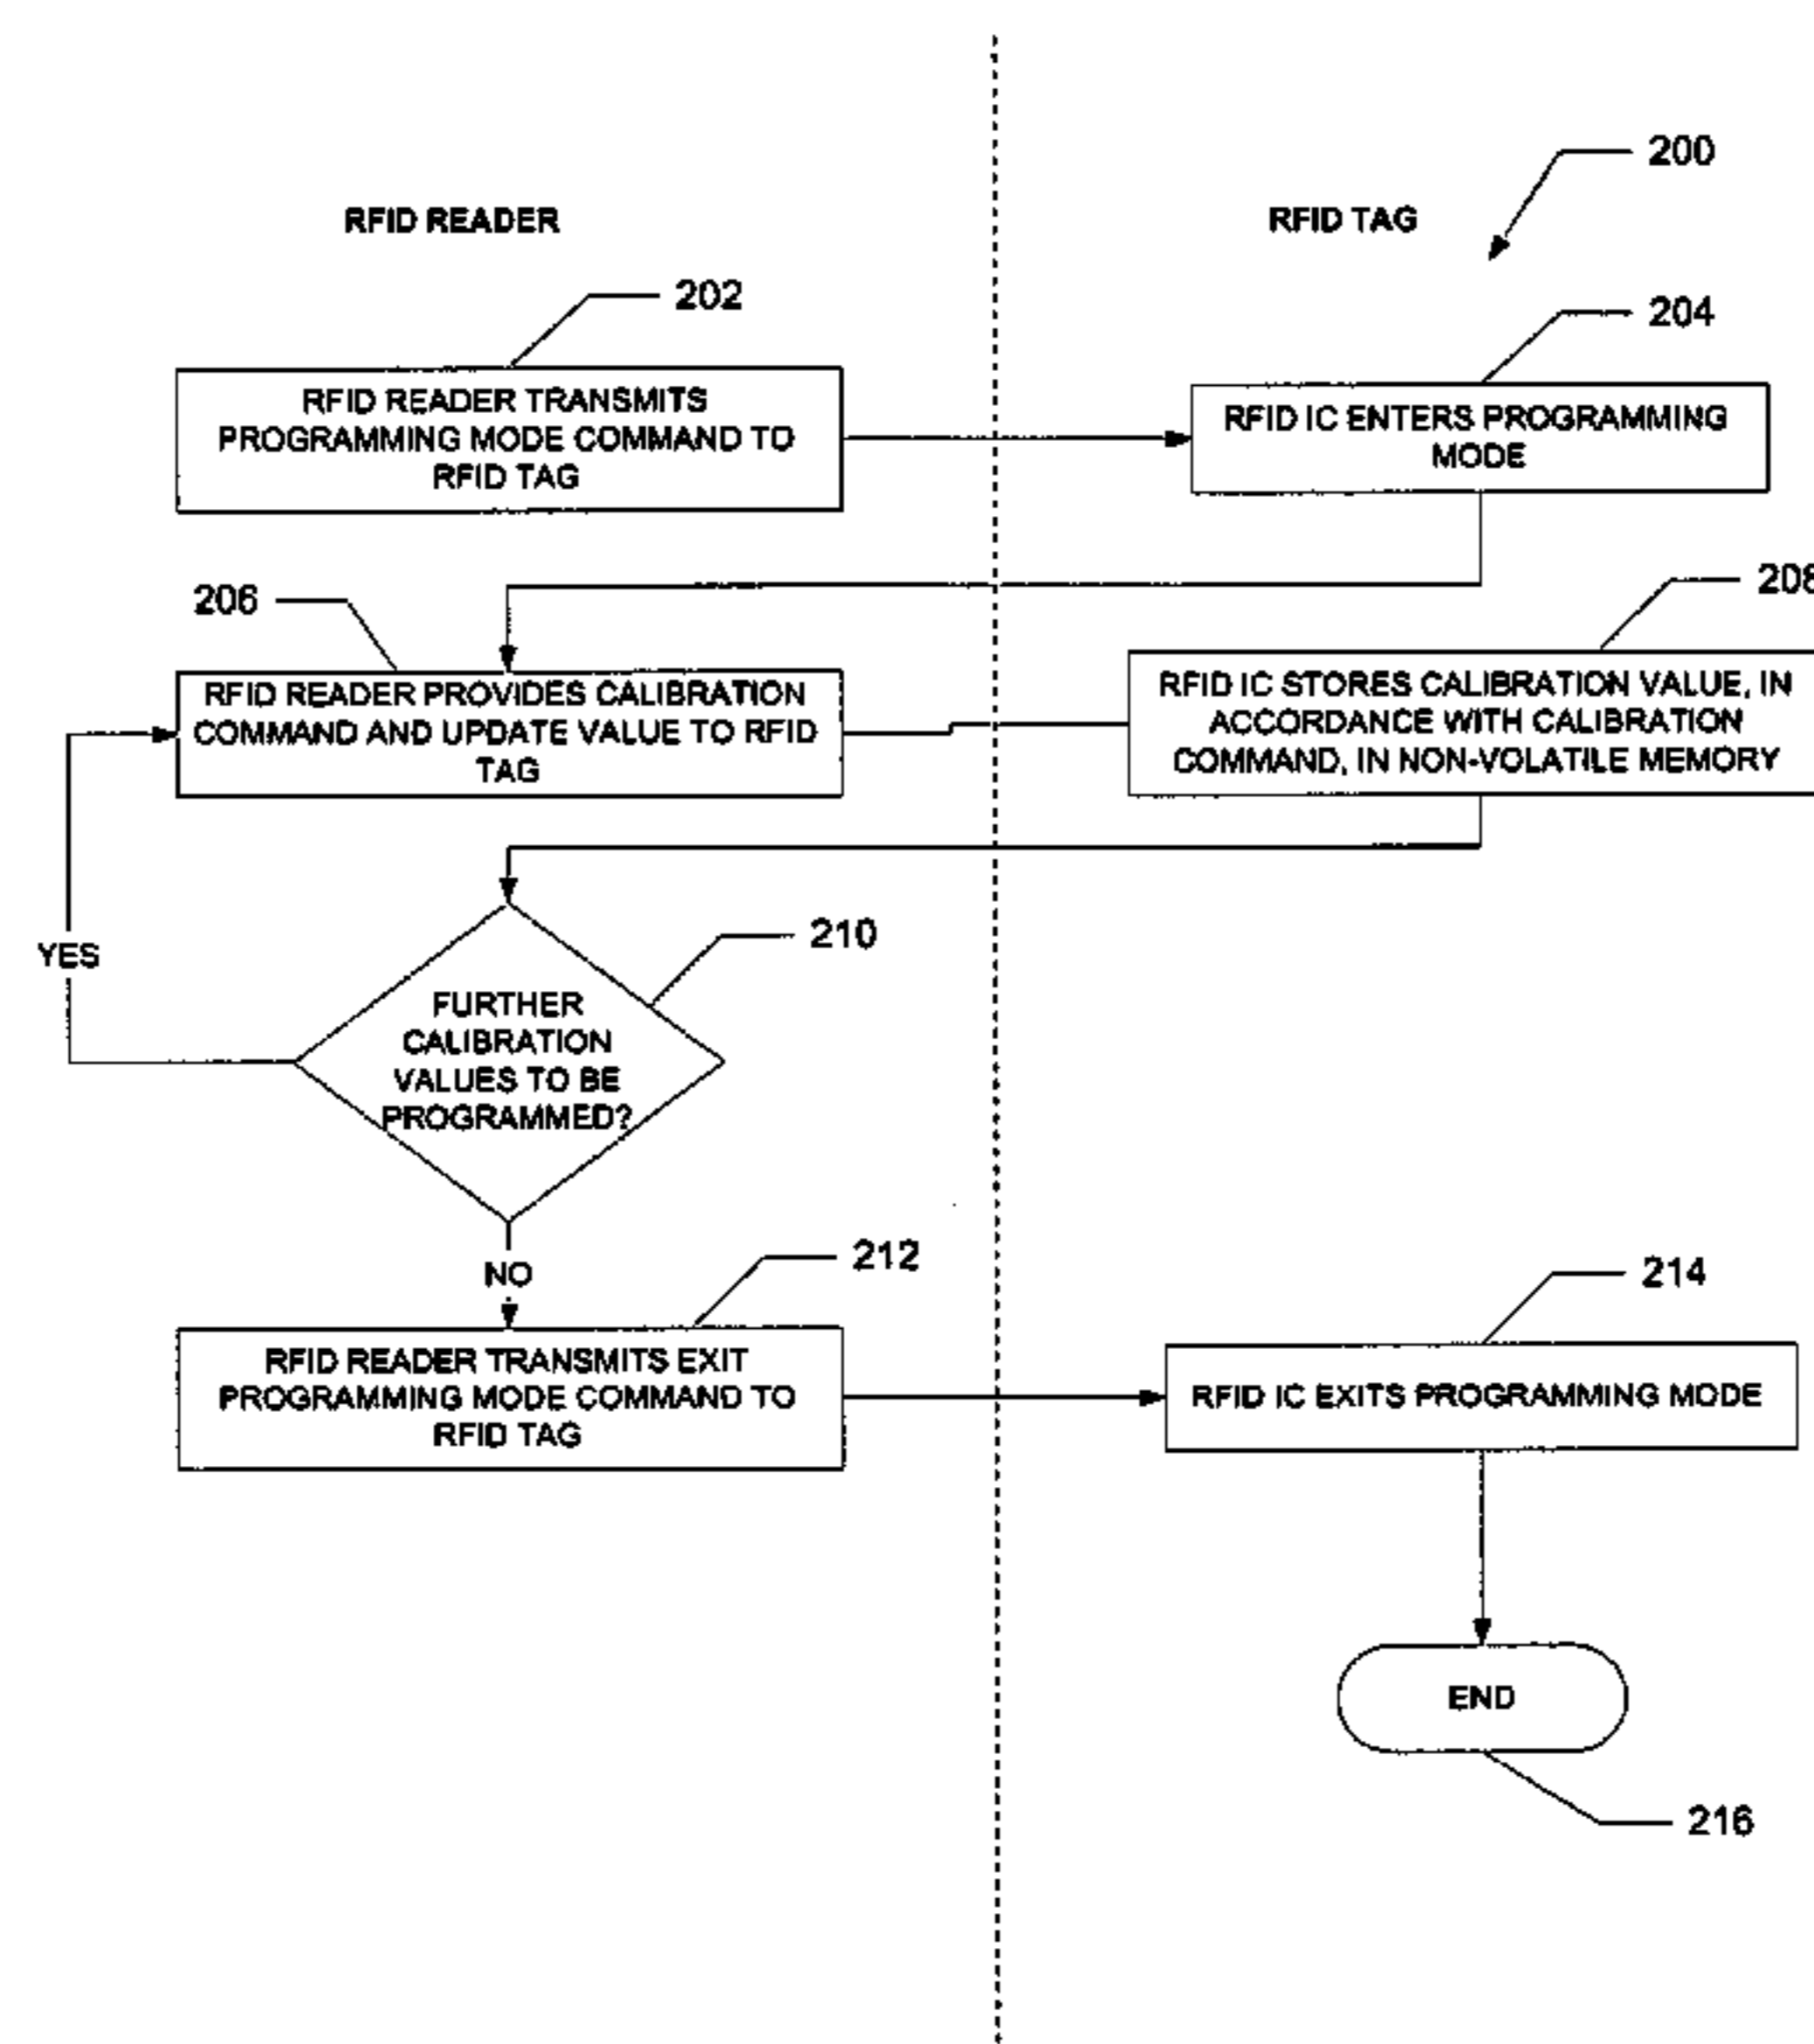 200
RFID READER
RFID TAG
202
204
RFID READER TRANSMITS
PROGRAMMING MODE COMMAND TO
RFID TAG
RFID IC ENTERS PROGRAMMING
MODE
206
208
RFID READER PROVIDES CALIBRATION
COMMAND AND UPDATE VALUE TO RFID
TAG
RFID IC STORES CALIBRATION VALUE, IN
ACCORDANCE WITH CALIBRATION
COMMAND, IN NON-VOLATILE MEMORY
YES
210
FURTHER
CALIBRATION
VALUES TO BE
PROGRAMMED?
NO
212
214
RFID READER TRANSMITS EXIT
PROGRAMMING MODE COMMAND TO
RFID TAG
RFID IC EXITS PROGRAMMING MODE
END
216